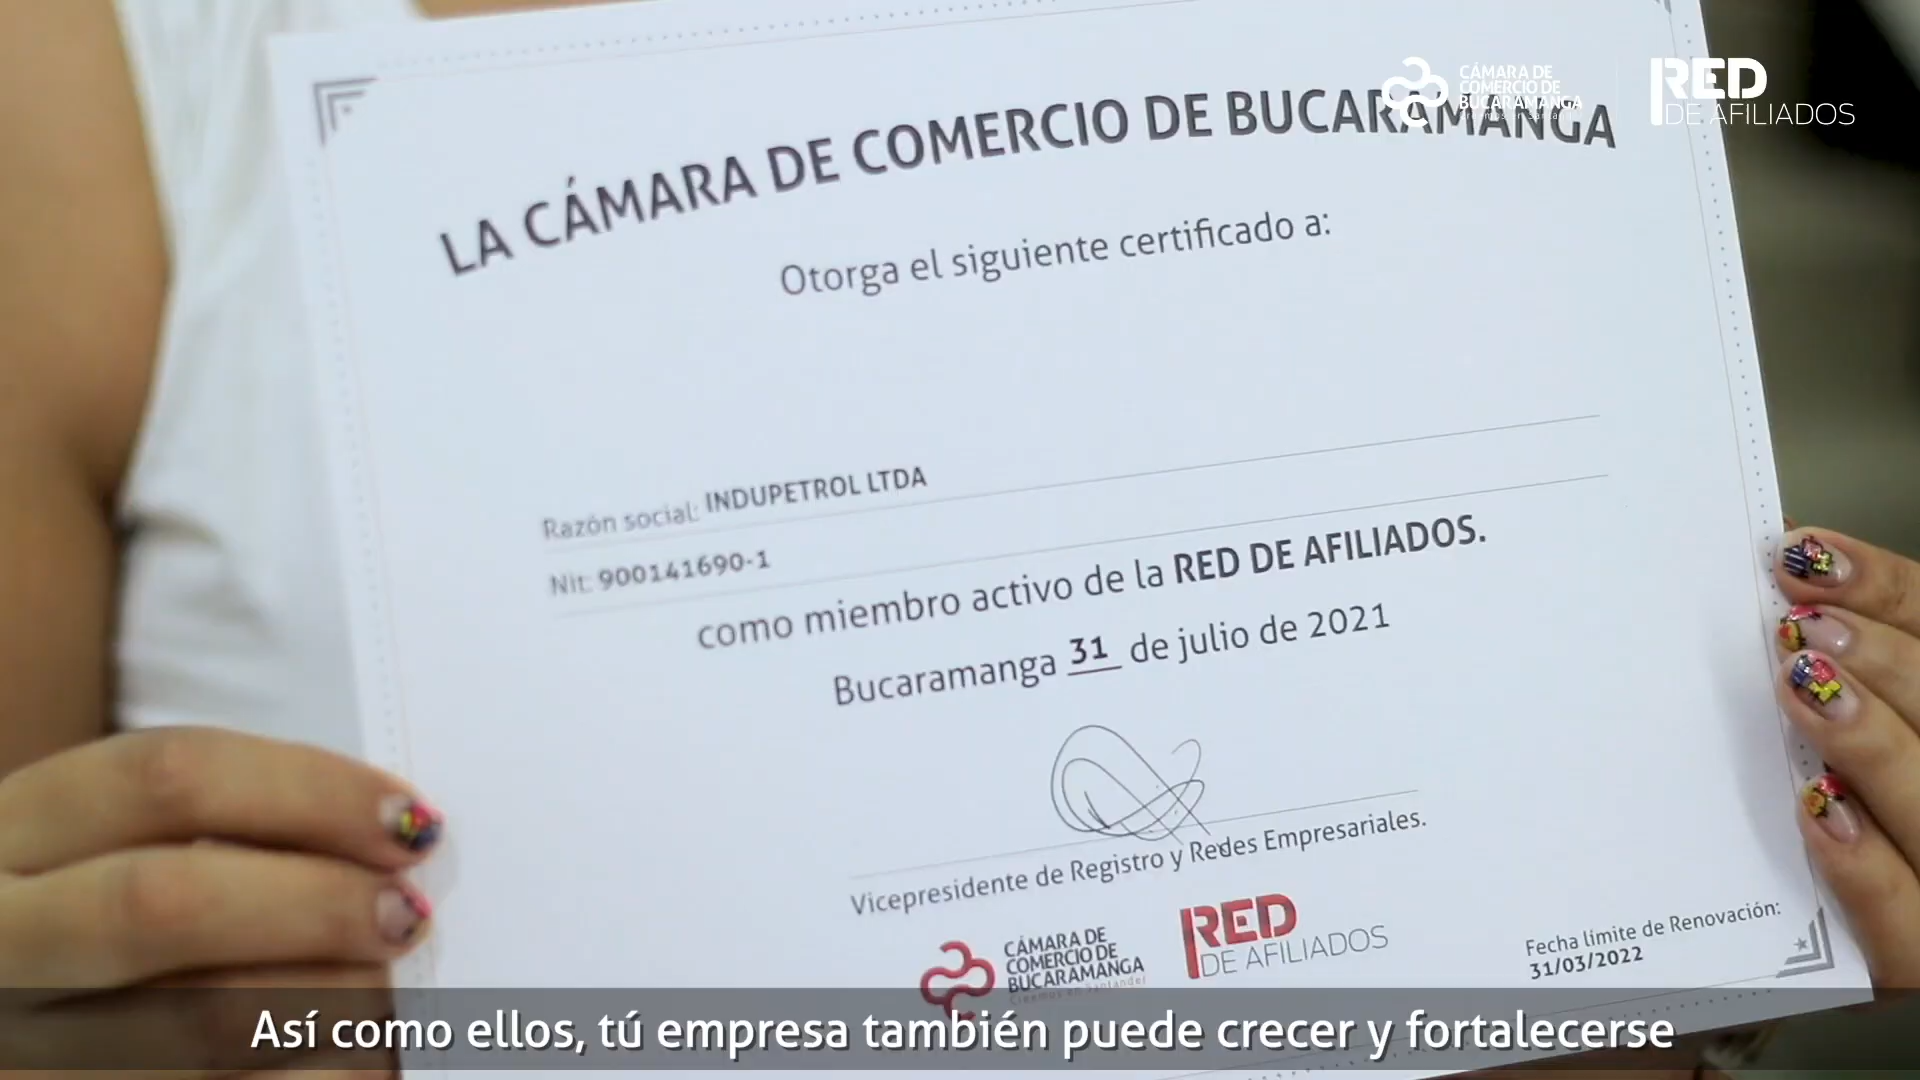 CÁMARA DE
COMERCIO DE
BUCARAMANGA
RED
DE AFILIADOS
LA CÁMARA DE COMERCIO DE BUCARAMANGA
Otorga el siguiente certificado a:
Razón social: INDUPETROL LTDA
Nit: 900141690-1
como miembro activo de la RED DE AFILIADOS.
Bucaramanga 31 de julio de 2021
Vicepresidente de Registro y Redes Empresariales.
CÁMARA DE
COMERCIO DE
BUCARAMANGA
Creemos en Santander
RED
DE AFILIADOS
Fecha límite de Renovación:
31/03/2022
Así como ellos, tú empresa también puede crecer y fortalecerse